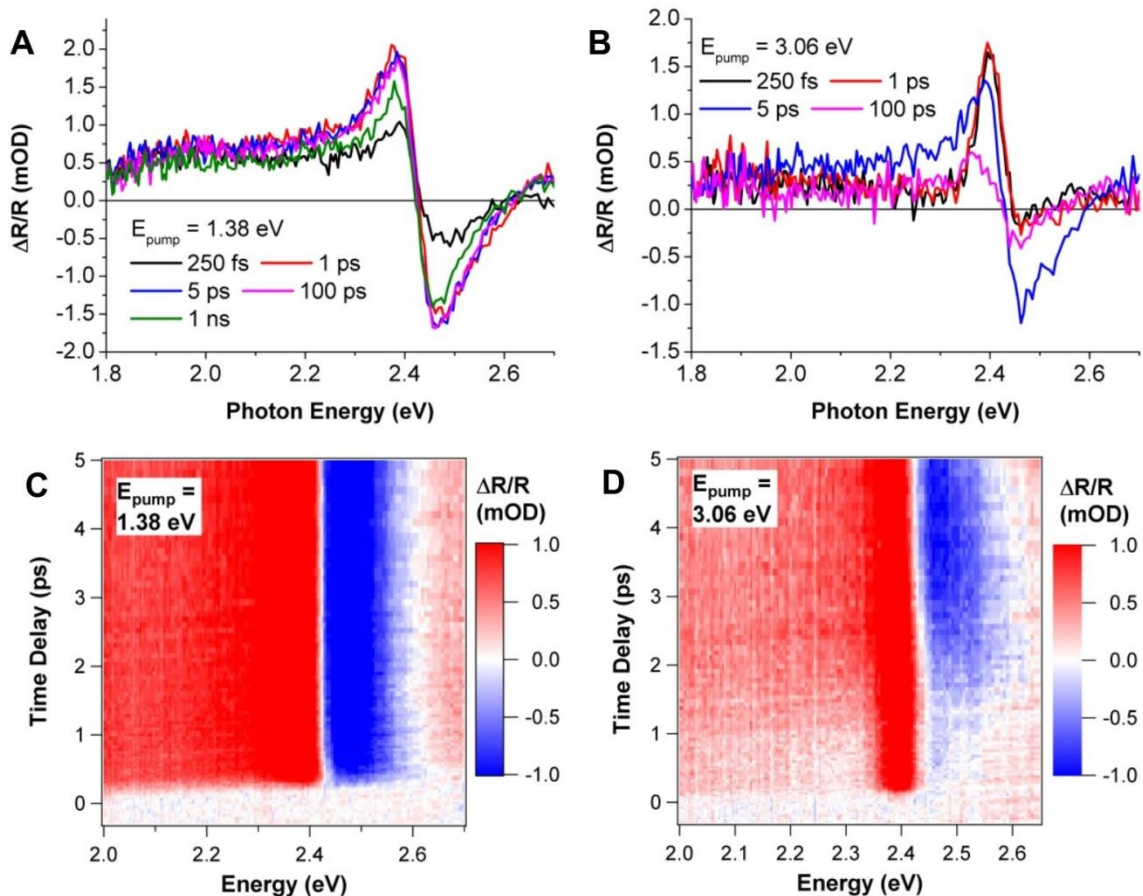 A
ΔR/R (mOD)
2.0
1.5
1.0
0.5
0.0
-0.5
-1.0
-1.5
-2.0
E_pump = 1.38 eV
250 fs 1 ps
5 ps 100 ps
1 ns
1.8 2.0 2.2 2.4 2.6
Photon Energy (eV)
B
ΔR/R (mOD)
2.0
1.5
1.0
0.5
0.0
-0.5
-1.0
-1.5
E_pump = 3.06 eV
250 fs 1 ps
5 ps 100 ps
1.8 2.0 2.2 2.4 2.6
Photon Energy (eV)
C
E_pump =
1.38 eV
Time Delay (ps)
5
4
3
2
1
0
2.0 2.2 2.4 2.6
Energy (eV)
ΔR/R
(mOD)
1.0
0.5
0.0
-0.5
-1.0
D
E_pump =
3.06 eV
Time Delay (ps)
5
4
3
2
1
0
2.0 2.1 2.2 2.3 2.4 2.5 2.6
Energy (eV)
ΔR/R
(mOD)
1.0
0.5
0.0
-0.5
-1.0